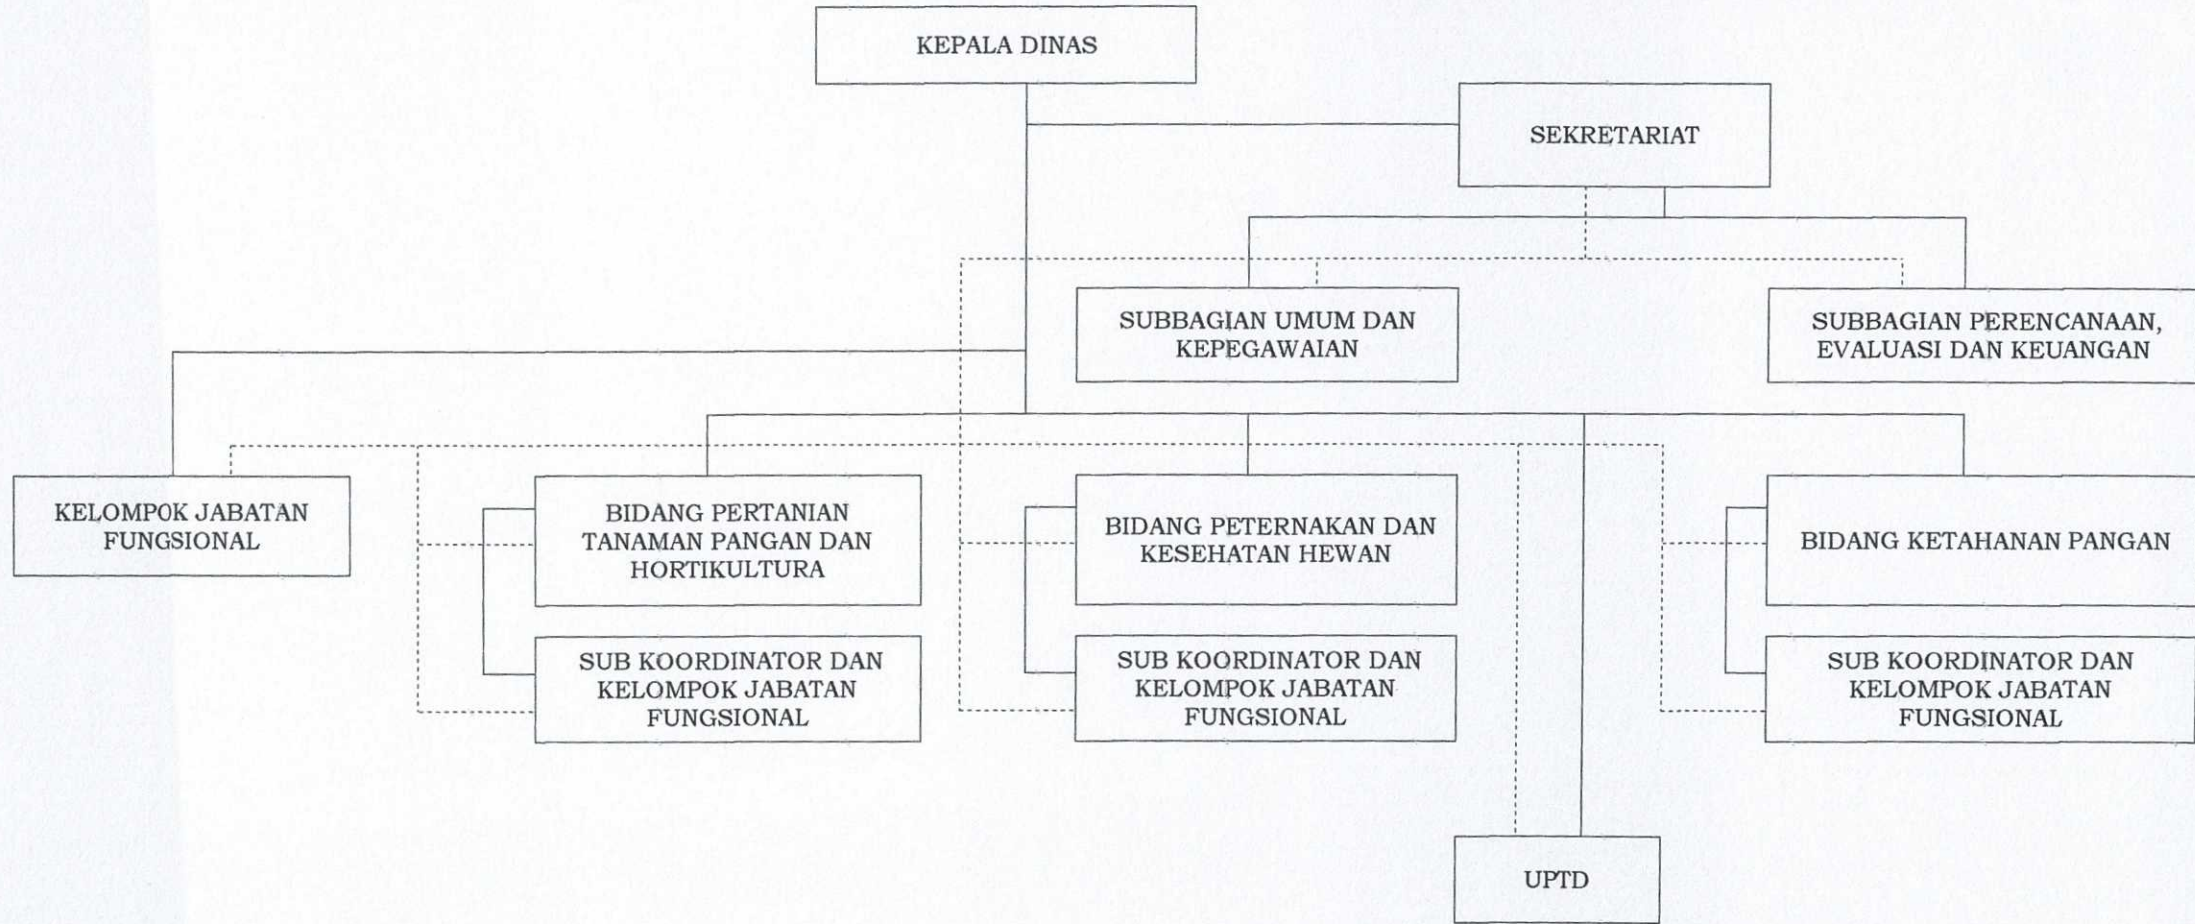 KEPALA DINAS
SEKRETARIAT
SUBBAGIAN UMUM DAN
KEPEGAWAIAN
SUBBAGIAN PERENCANAAN,
EVALUASI DAN KEUANGAN
KELOMPOK JABATAN
FUNGSIONAL
BIDANG PERTANIAN
TANAMAN PANGAN DAN
HORTIKULTURA
BIDANG PETERNAKAN DAN
KESEHATAN HEWAN
BIDANG KETAHANAN PANGAN
SUB KOORDINATOR DAN
KELOMPOK JABATAN
FUNGSIONAL
SUB KOORDINATOR DAN
KELOMPOK JABATAN
FUNGSIONAL
SUB KOORDINATOR DAN
KELOMPOK JABATAN
FUNGSIONAL
UPTD